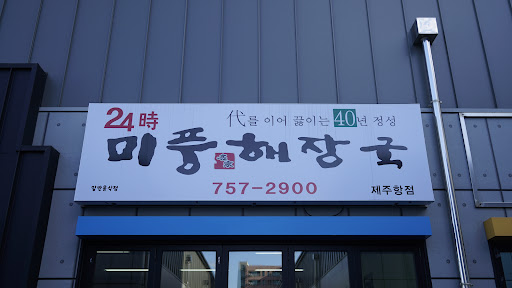 24時
代를 이어 끓이는 40년 정성
미풍해장국
757-2900
제주항점